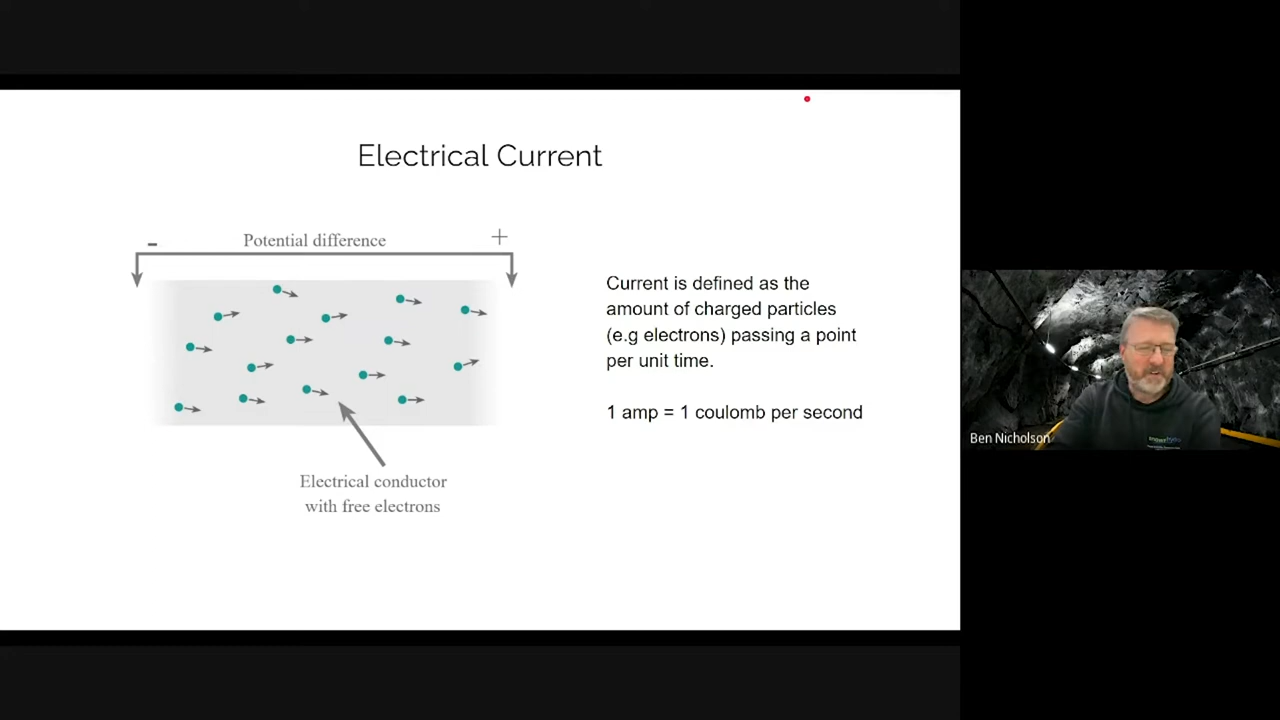 Electrical Current
- Potential difference +
Current is defined as the
amount of charged particles
(e.g electrons) passing a point
per unit time.
1 amp = 1 coulomb per second
Electrical conductor
with free electrons
Ben Nicholson